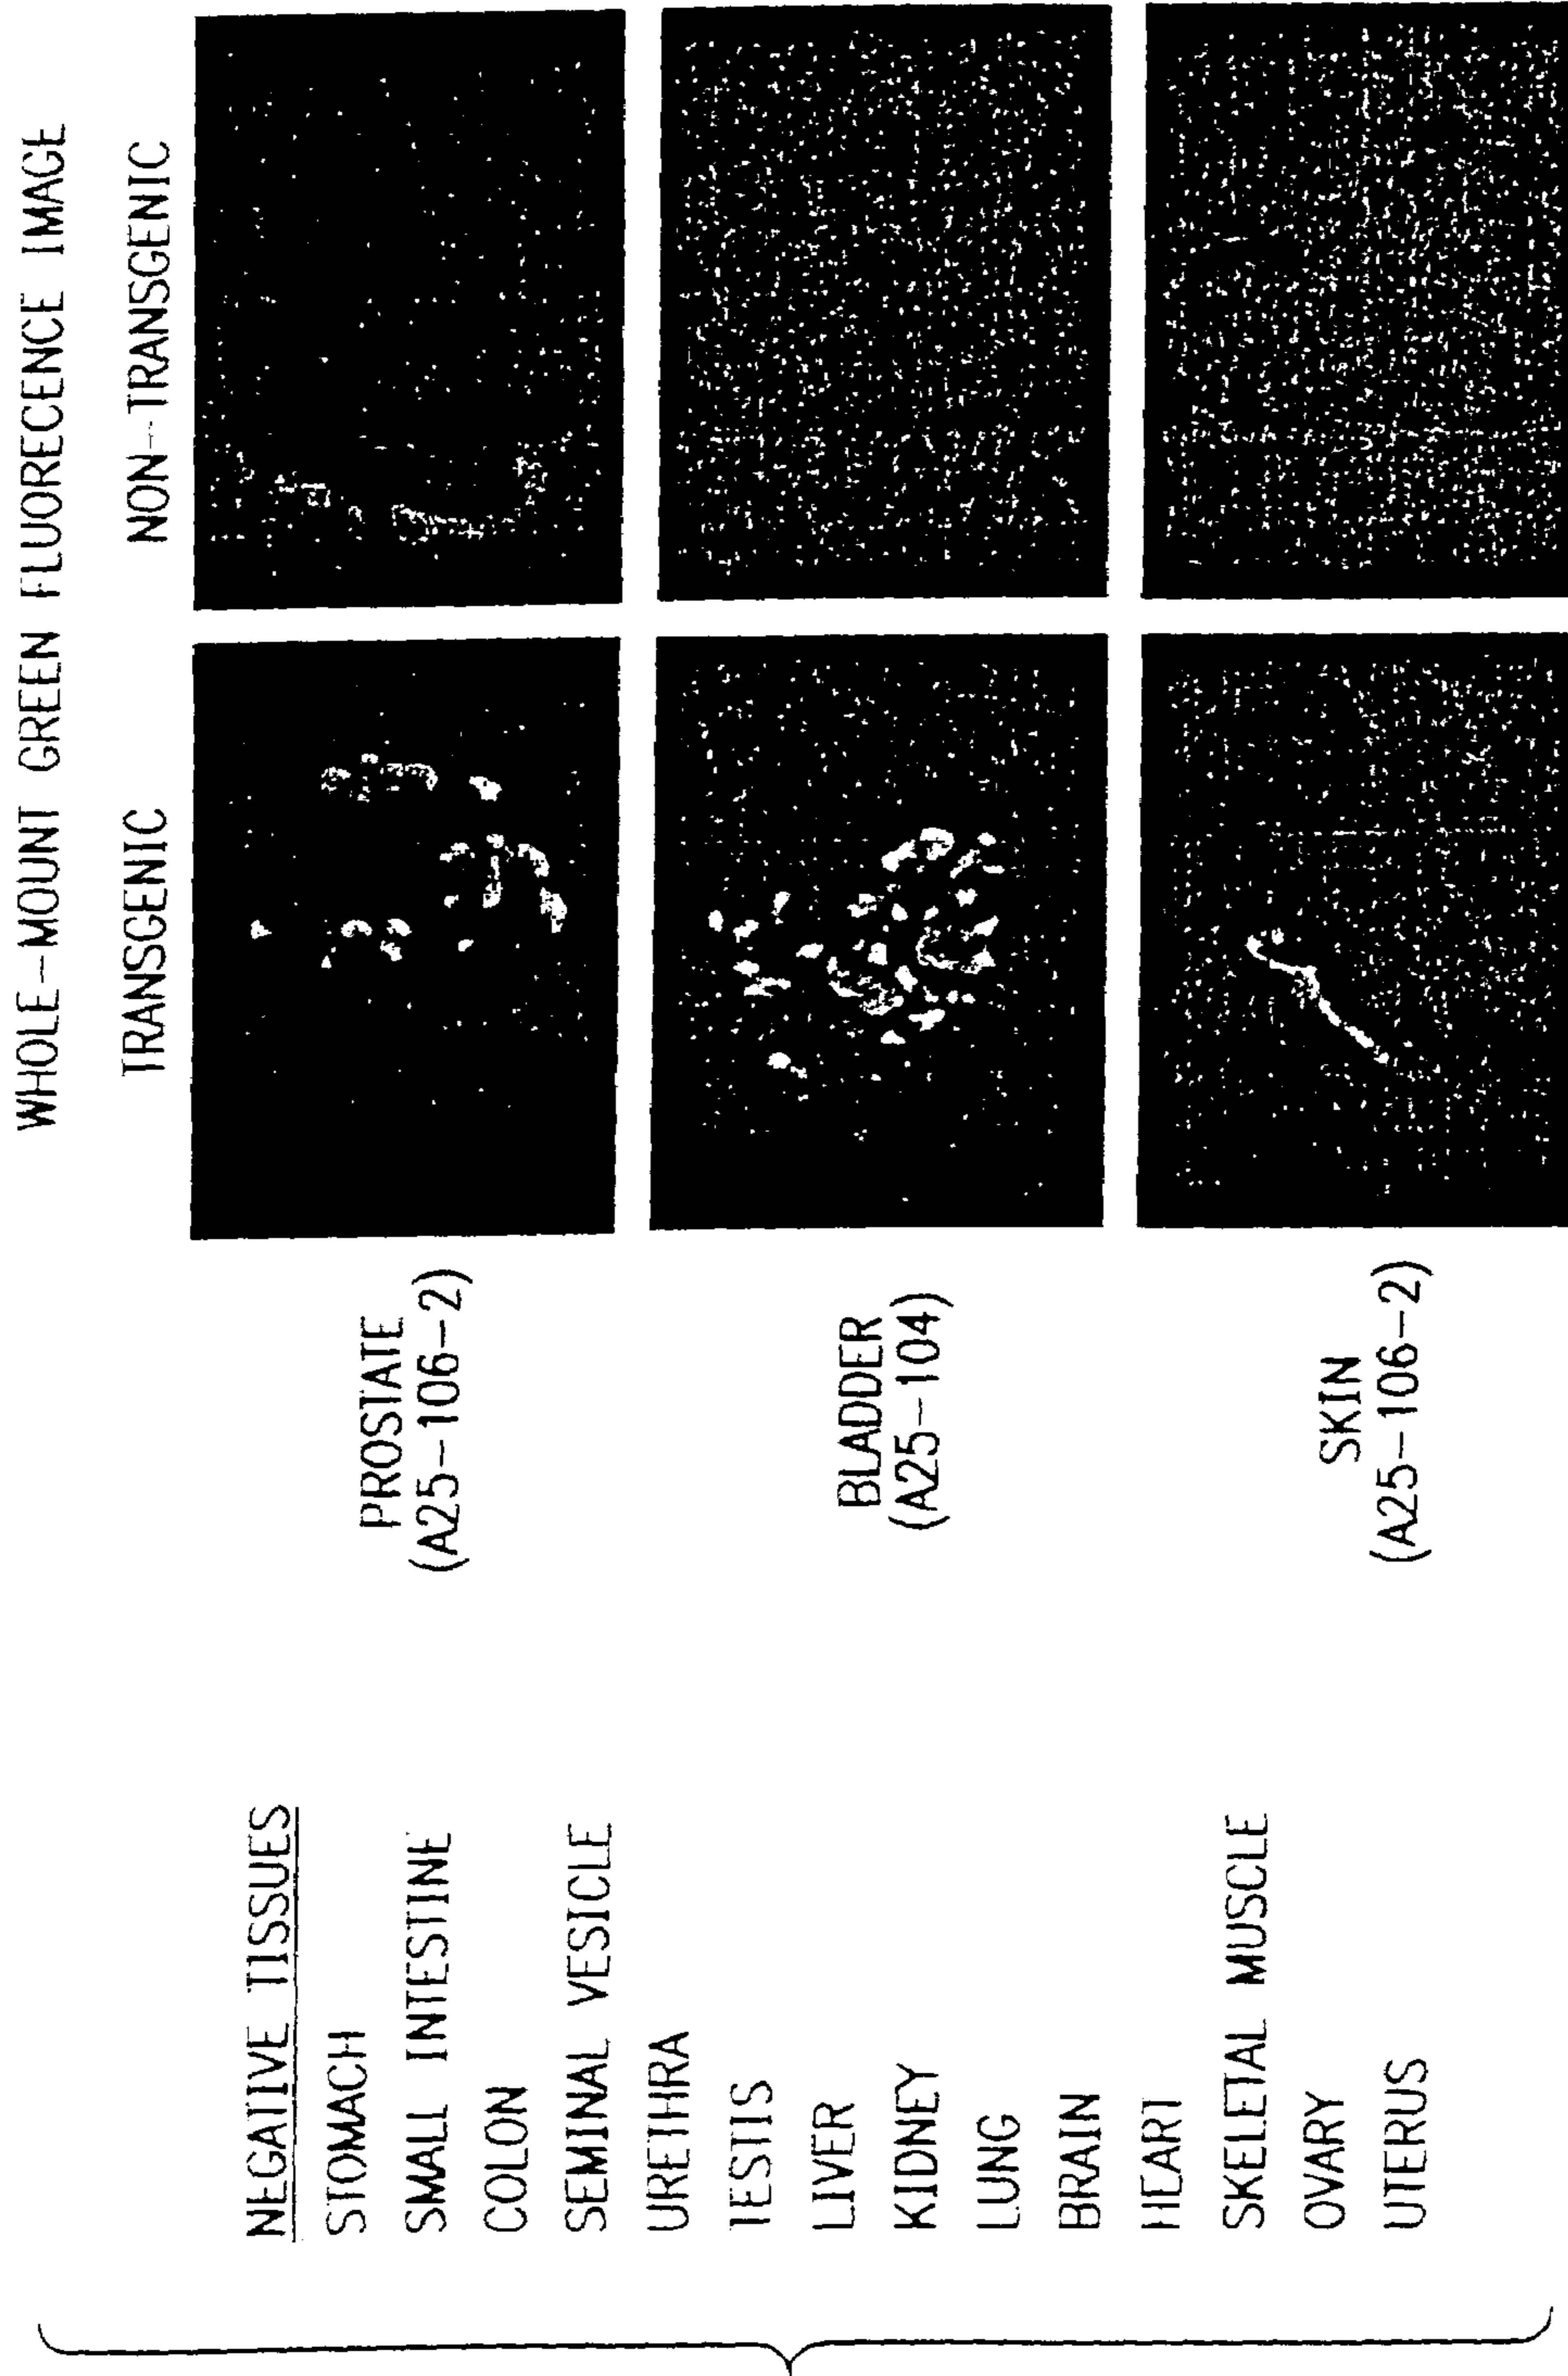 WHOLE-MOUNT GREEN FLUORECENCE IMAGE
TRANSGENIC
NON-TRANSGENIC
PROSTATE
(A25-106-2)
BLADDER
(A25-104)
SKIN
(A25-106-2)
NEGATIVE TISSUES
STOMACH
SMALL INTESTINE
COLON
SEMINAL VESICLE
URETHRA
TESTIS
LIVER
KIDNEY
LUNG
BRAIN
HEART
SKELETAL MUSCLE
OVARY
UTERUS